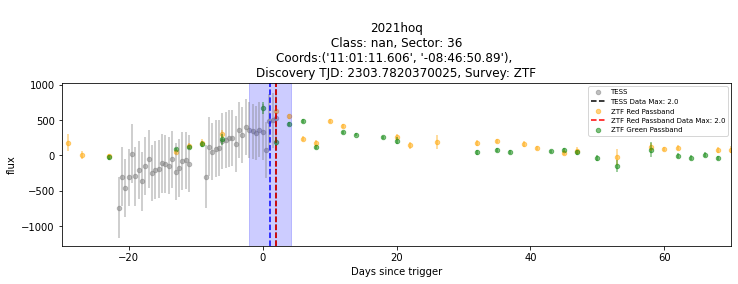 2021hoq
Class: nan, Sector: 36
Coords:('11:01:11.606', '-08:46:50.89'),
Discovery TJD: 2303.7820370025, Survey: ZTF
1000
500
0
−500
−1000
flux
TESS
TESS Data Max: 2.0
ZTF Red Passband
ZTF Red Passband Data Max: 2.0
ZTF Green Passband
−20 0 20 40 60
Days since trigger